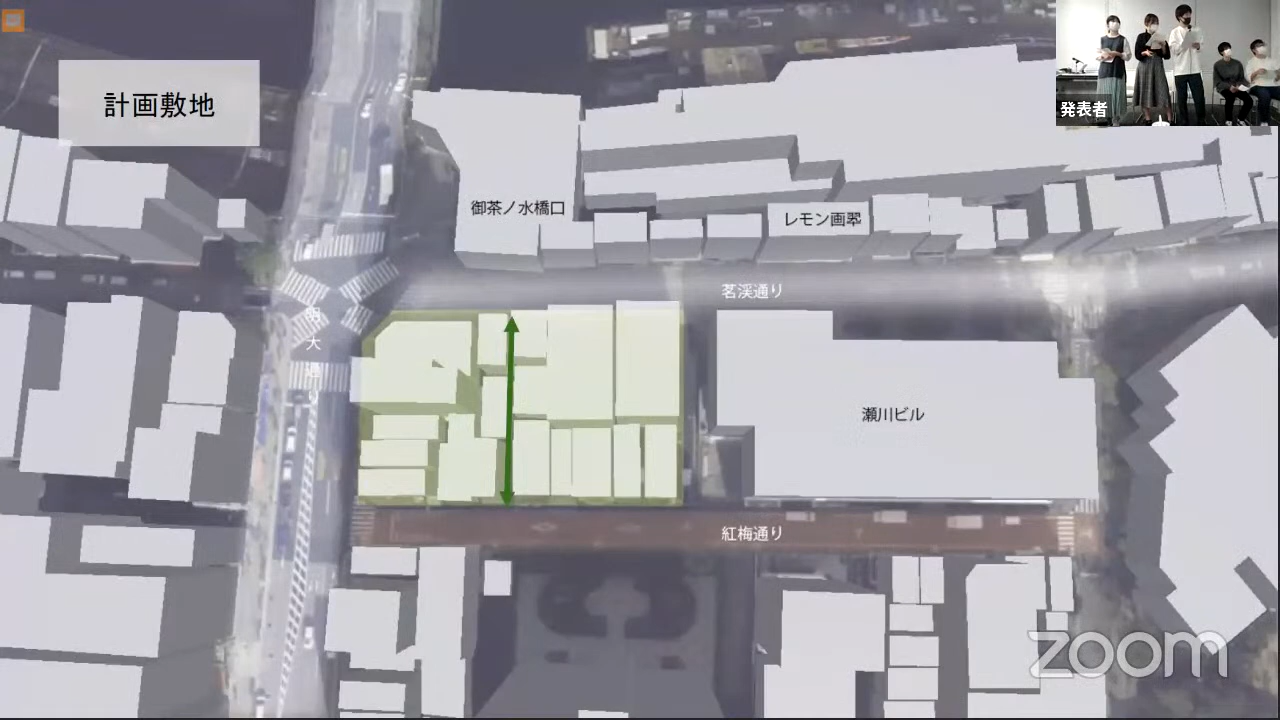 計画敷地
発表者
御茶ノ水橋口
レモン画翠
茗渓通り
明大通り
瀬川ビル
紅梅通り
zoom